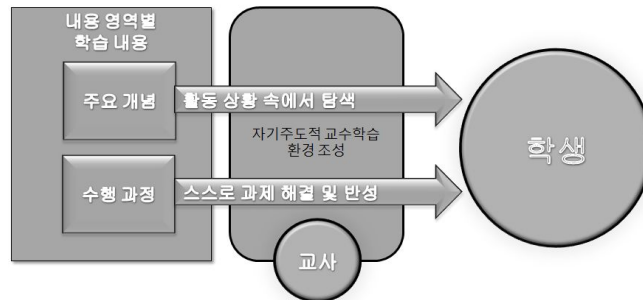 내용 영역별
학습 내용
주요 개념
활동 상황 속에서 탐색
자기주도적 교수학습
환경 조성
수행 과정
스스로 과제 해결 및 반성
학생
교사